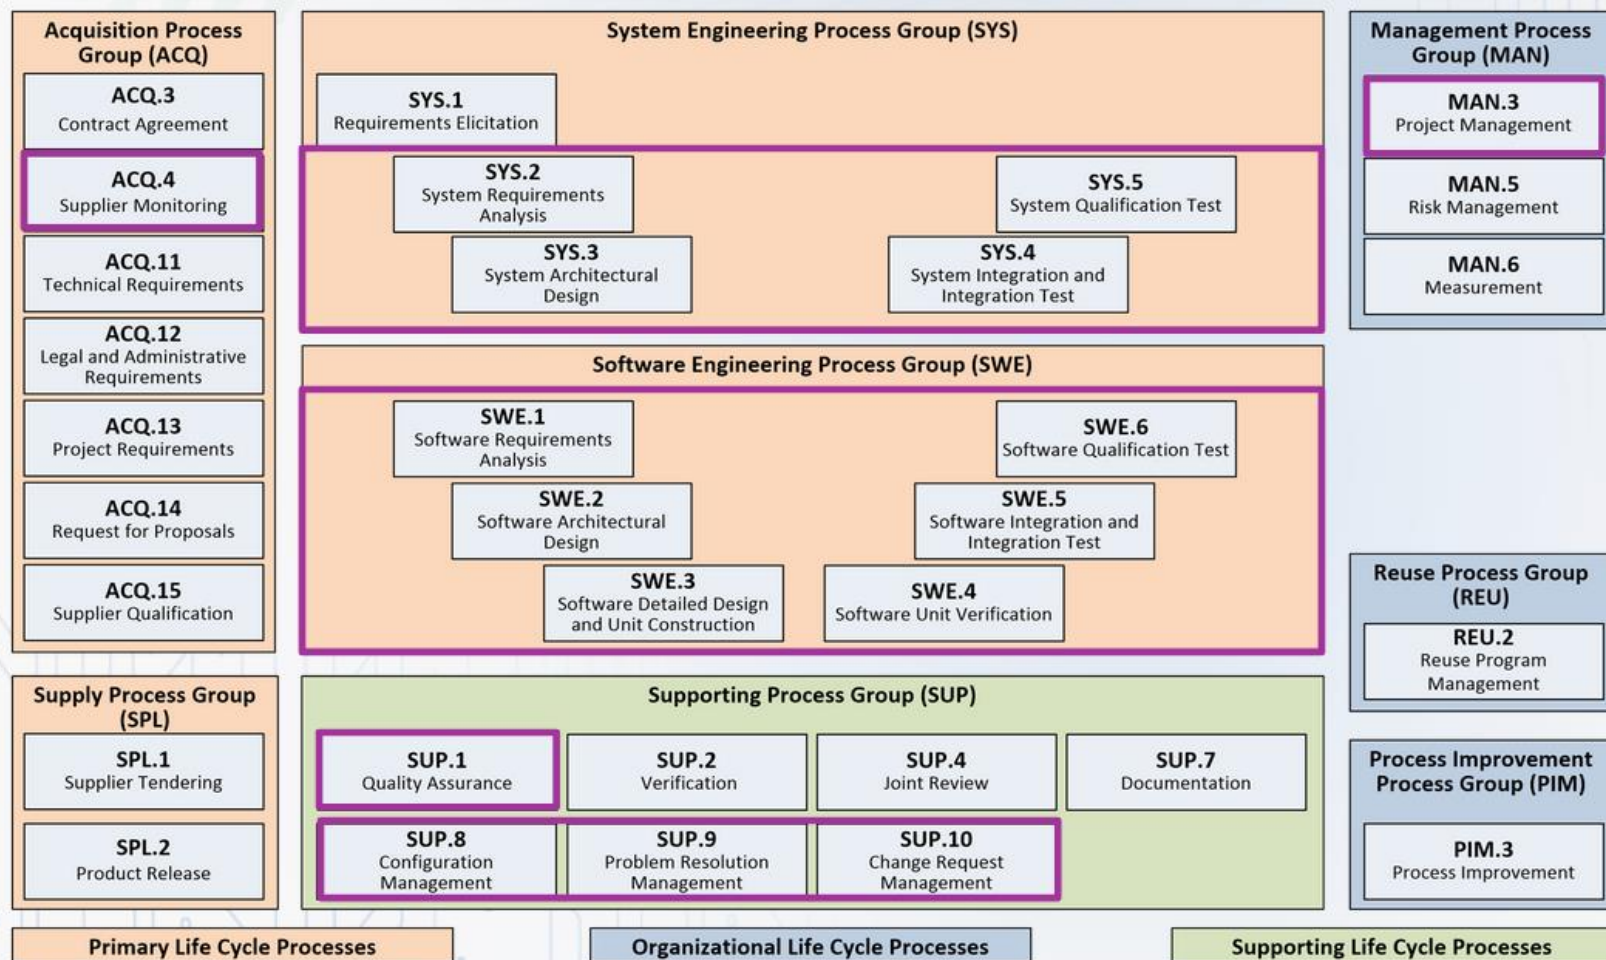 Acquisition Process
Group (ACQ)
ACQ.3
Contract Agreement
ACQ.4
Supplier Monitoring
ACQ.11
Technical Requirements
ACQ.12
Legal and Administrative
Requirements
ACQ.13
Project Requirements
ACQ.14
Request for Proposals
ACQ.15
Supplier Qualification
Supply Process Group
(SPL)
SPL.1
Supplier Tendering
SPL.2
Product Release
System Engineering Process Group (SYS)
SYS.1
Requirements Elicitation
SYS.2
System Requirements
Analysis
SYS.3
System Architectural
Design
SYS.5
System Qualification Test
SYS.4
System Integration and
Integration Test
Software Engineering Process Group (SWE)
SWE.1
Software Requirements
Analysis
SWE.2
Software Architectural
Design
SWE.3
Software Detailed Design
and Unit Construction
SWE.6
Software Qualification Test
SWE.5
Software Integration and
Integration Test
SWE.4
Software Unit Verification
Supporting Process Group (SUP)
SUP.1
Quality Assurance
SUP.2
Verification
SUP.4
Joint Review
SUP.7
Documentation
SUP.8
Configuration
Management
SUP.9
Problem Resolution
Management
SUP.10
Change Request
Management
Management Process
Group (MAN)
MAN.3
Project Management
MAN.5
Risk Management
MAN.6
Measurement
Reuse Process Group
(REU)
REU.2
Reuse Program
Management
Process Improvement
Process Group (PIM)
PIM.3
Process Improvement
Primary Life Cycle Processes
Organizational Life Cycle Processes
Supporting Life Cycle Processes